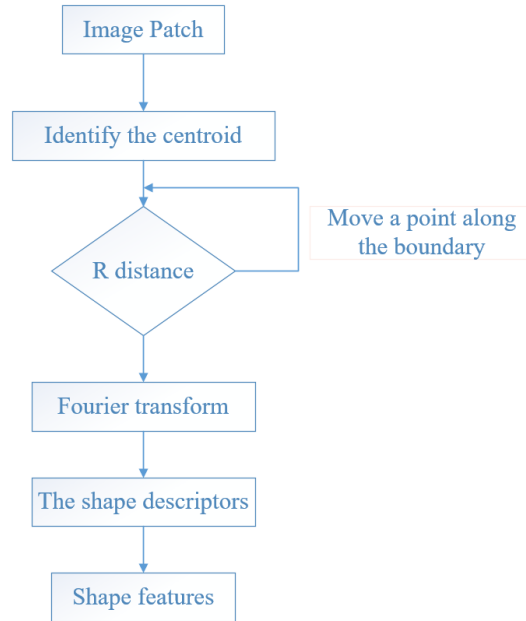 Image Patch
Identify the centroid
Move a point along
the boundary
R distance
Fourier transform
The shape descriptors
Shape features